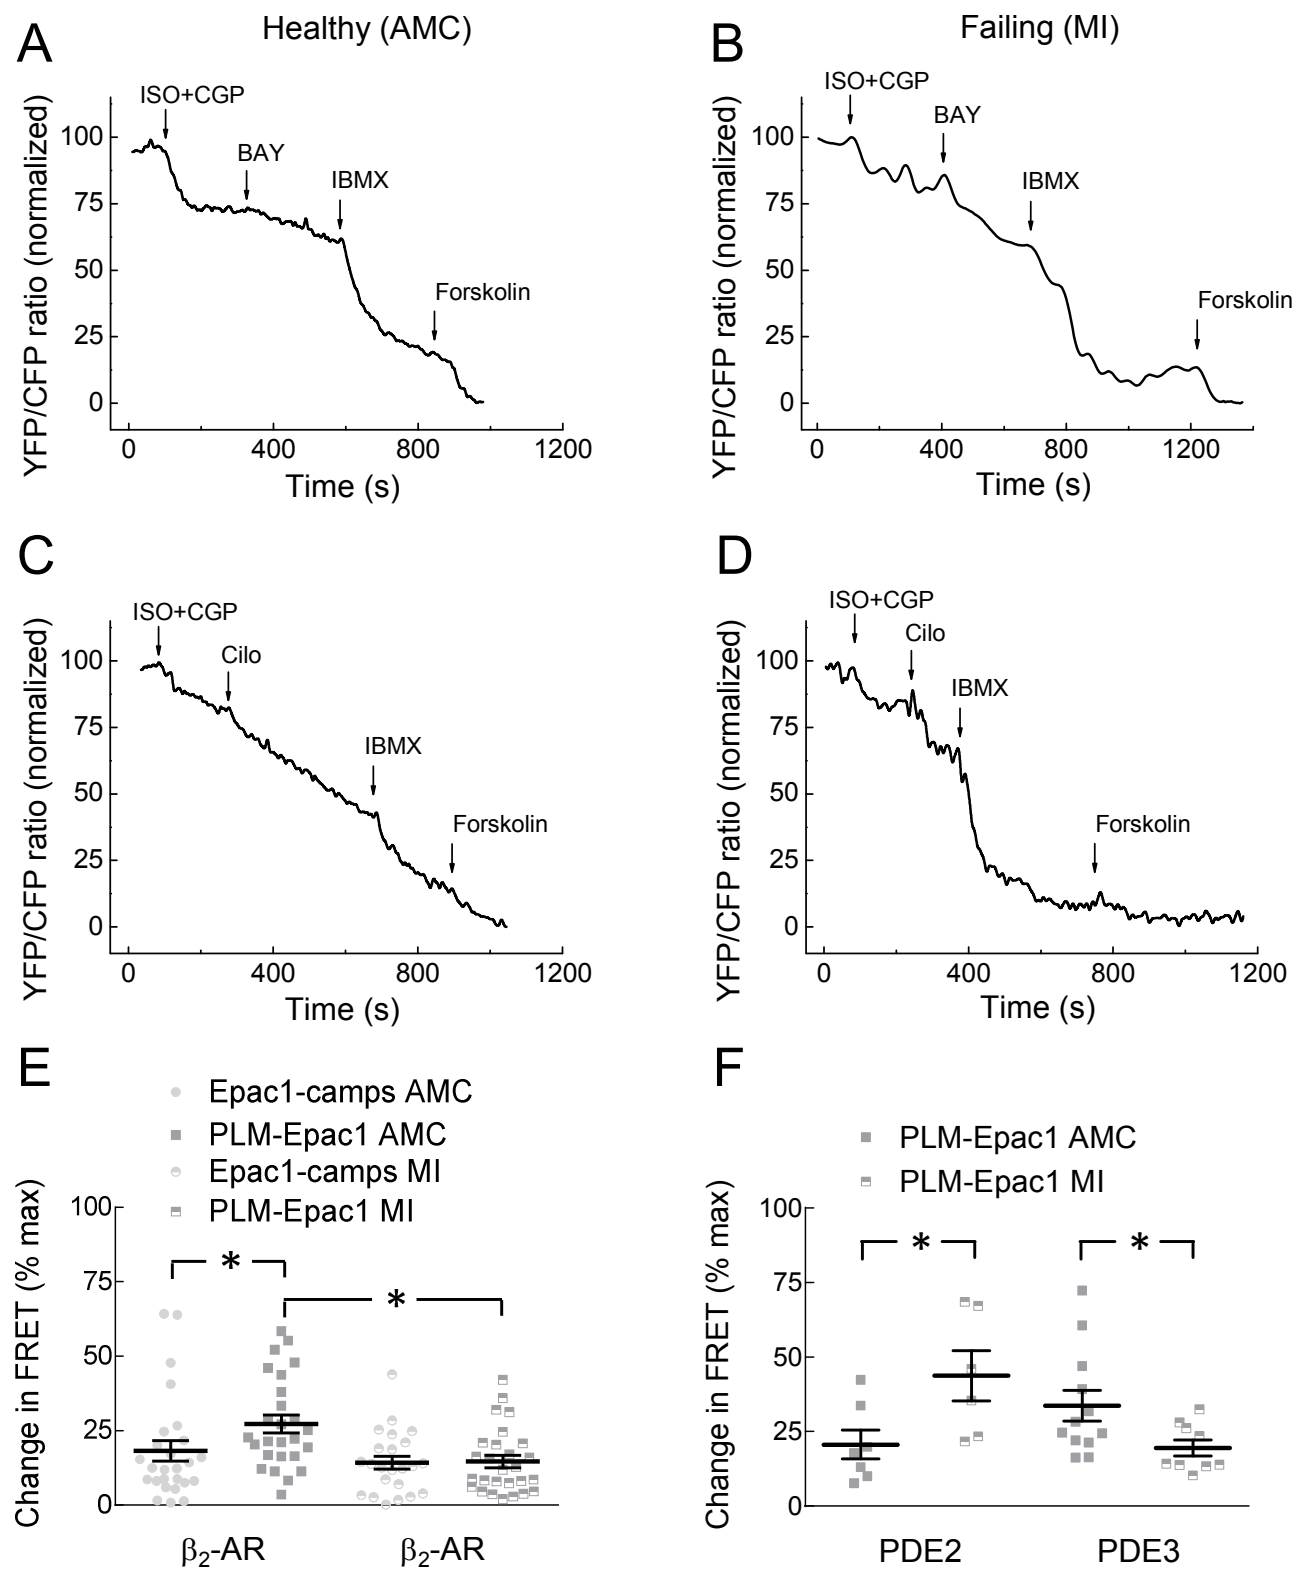 A
Healthy (AMC)
YFP/CFP ratio (normalized)
100
75
50
25
0
ISO+CGP
BAY
IBMX
Forskolin
0 400 800 1200
Time (s)
B
Failing (MI)
YFP/CFP ratio (normalized)
100
75
50
25
0
ISO+CGP
BAY
IBMX
Forskolin
0 400 800 1200
Time (s)
C
YFP/CFP ratio (normalized)
100
75
50
25
0
ISO+CGP
Cilo
IBMX
Forskolin
0 400 800 1200
Time (s)
D
YFP/CFP ratio (normalized)
100
75
50
25
0
ISO+CGP
Cilo
IBMX
Forskolin
0 400 800 1200
Time (s)
E
Epac1-camps AMC
PLM-Epac1 AMC
Epac1-camps MI
PLM-Epac1 MI
Change in FRET (% max)
100
75
50
25
0
*
*
β₂-AR β₂-AR
F
PLM-Epac1 AMC
PLM-Epac1 MI
Change in FRET (% max)
100
75
50
25
0
* *
PDE2 PDE3